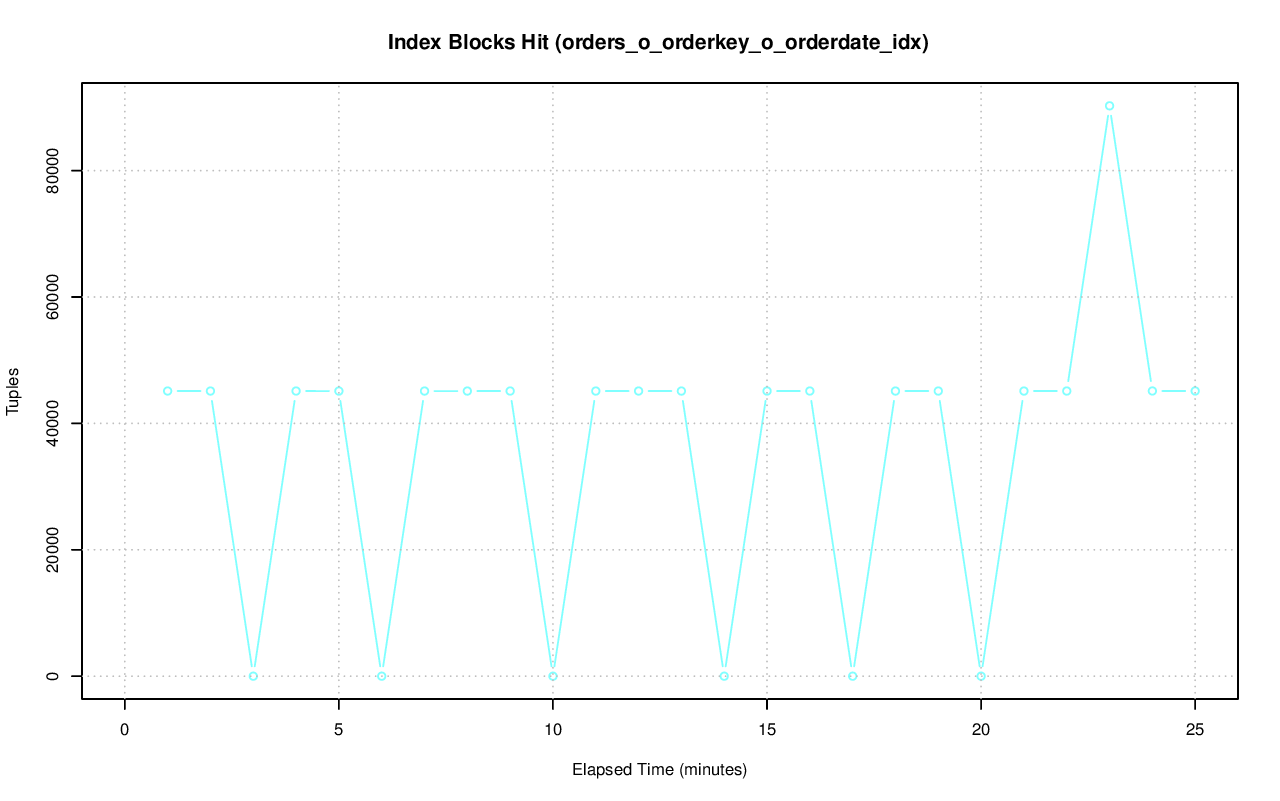 Index Blocks Hit (orders_o_orderkey_o_orderdate_idx)
Tuples
80000
60000
40000
20000
0
0 5 10 15 20 25
Elapsed Time (minutes)